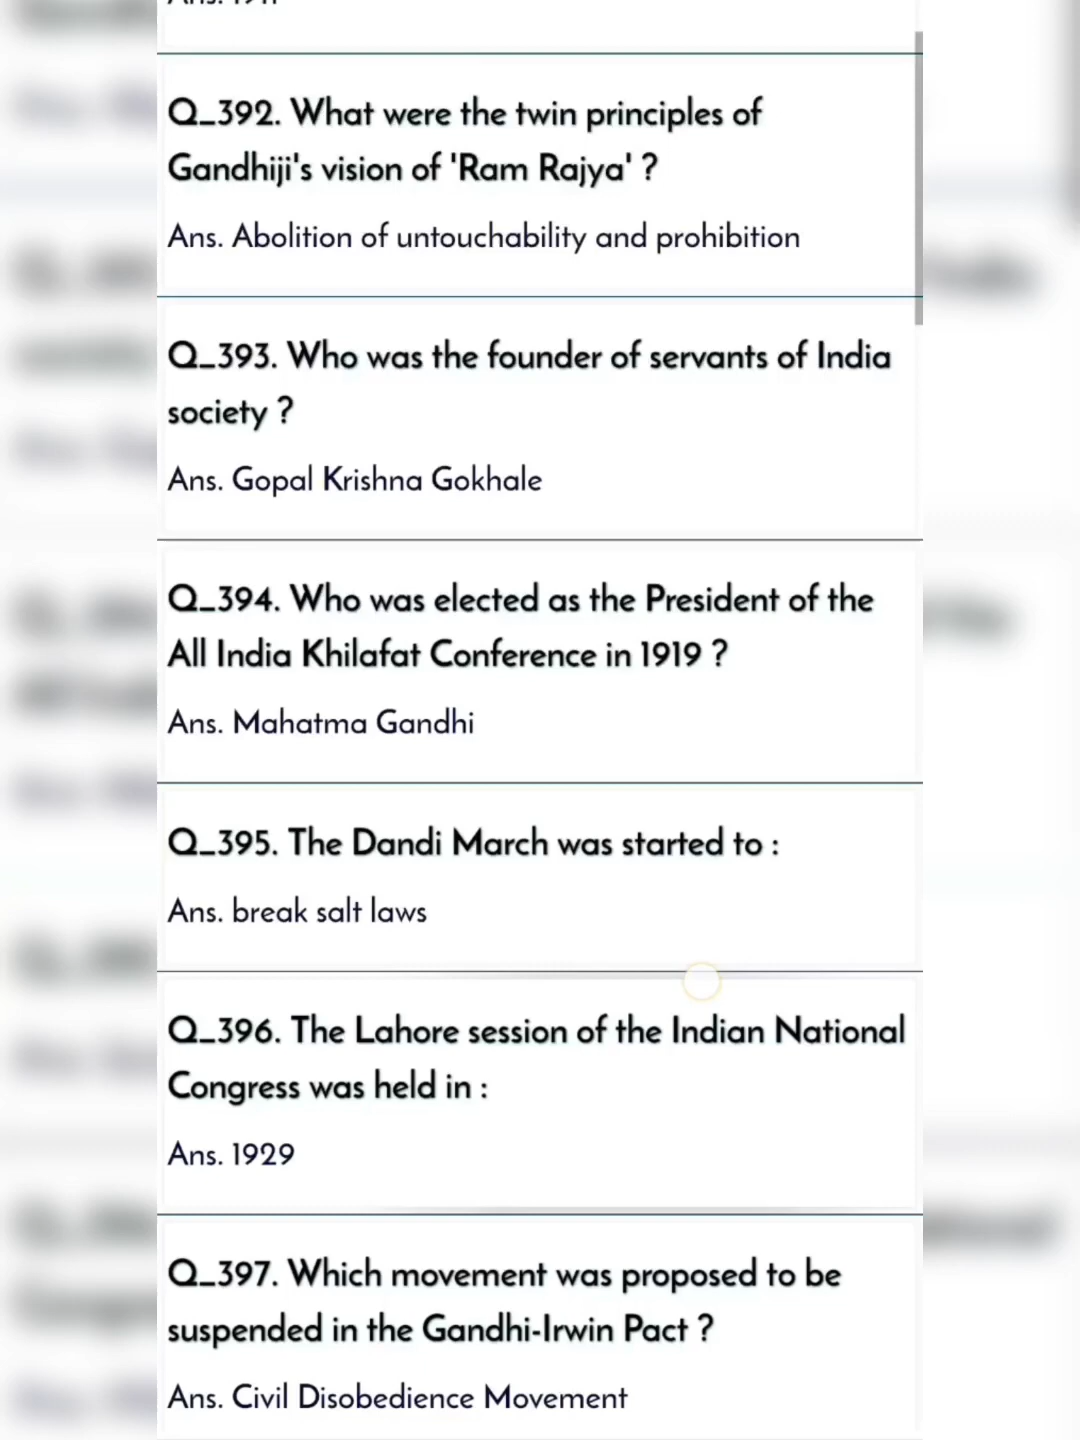 Q_392. What were the twin principles of
Gandhiji's vision of 'Ram Rajya' ?
Ans. Abolition of untouchability and prohibition
Q_393. Who was the founder of servants of India
society ?
Ans. Gopal Krishna Gokhale
Q_394. Who was elected as the President of the
All India Khilafat Conference in 1919 ?
Ans. Mahatma Gandhi
Q_395. The Dandi March was started to :
Ans. break salt laws
Q_396. The Lahore session of the Indian National
Congress was held in :
Ans. 1929
Q_397. Which movement was proposed to be
suspended in the Gandhi-Irwin Pact ?
Ans. Civil Disobedience Movement